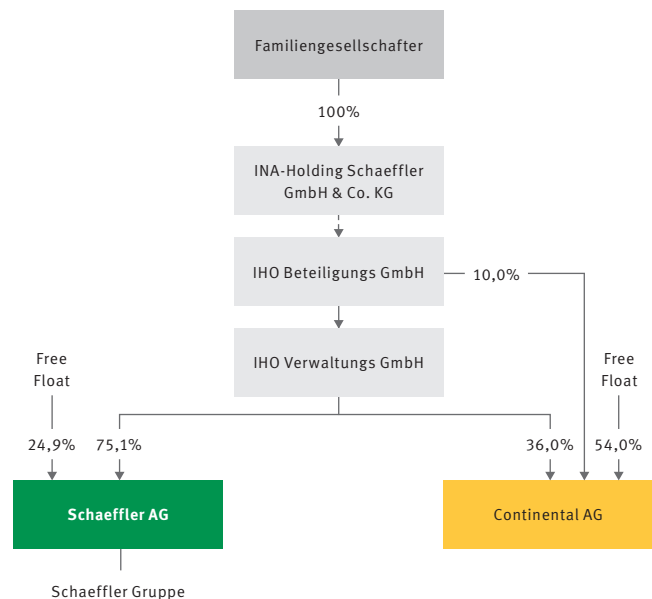 Familiengesellschafter
100%
INA-Holding Schaeffler
GmbH & Co. KG
IHO Beteiligungs GmbH
10,0%
IHO Verwaltungs GmbH
Free
Float
Free
Float
24,9%
75,1%
36,0%
54,0%
Schaeffler AG
Continental AG
Schaeffler Gruppe